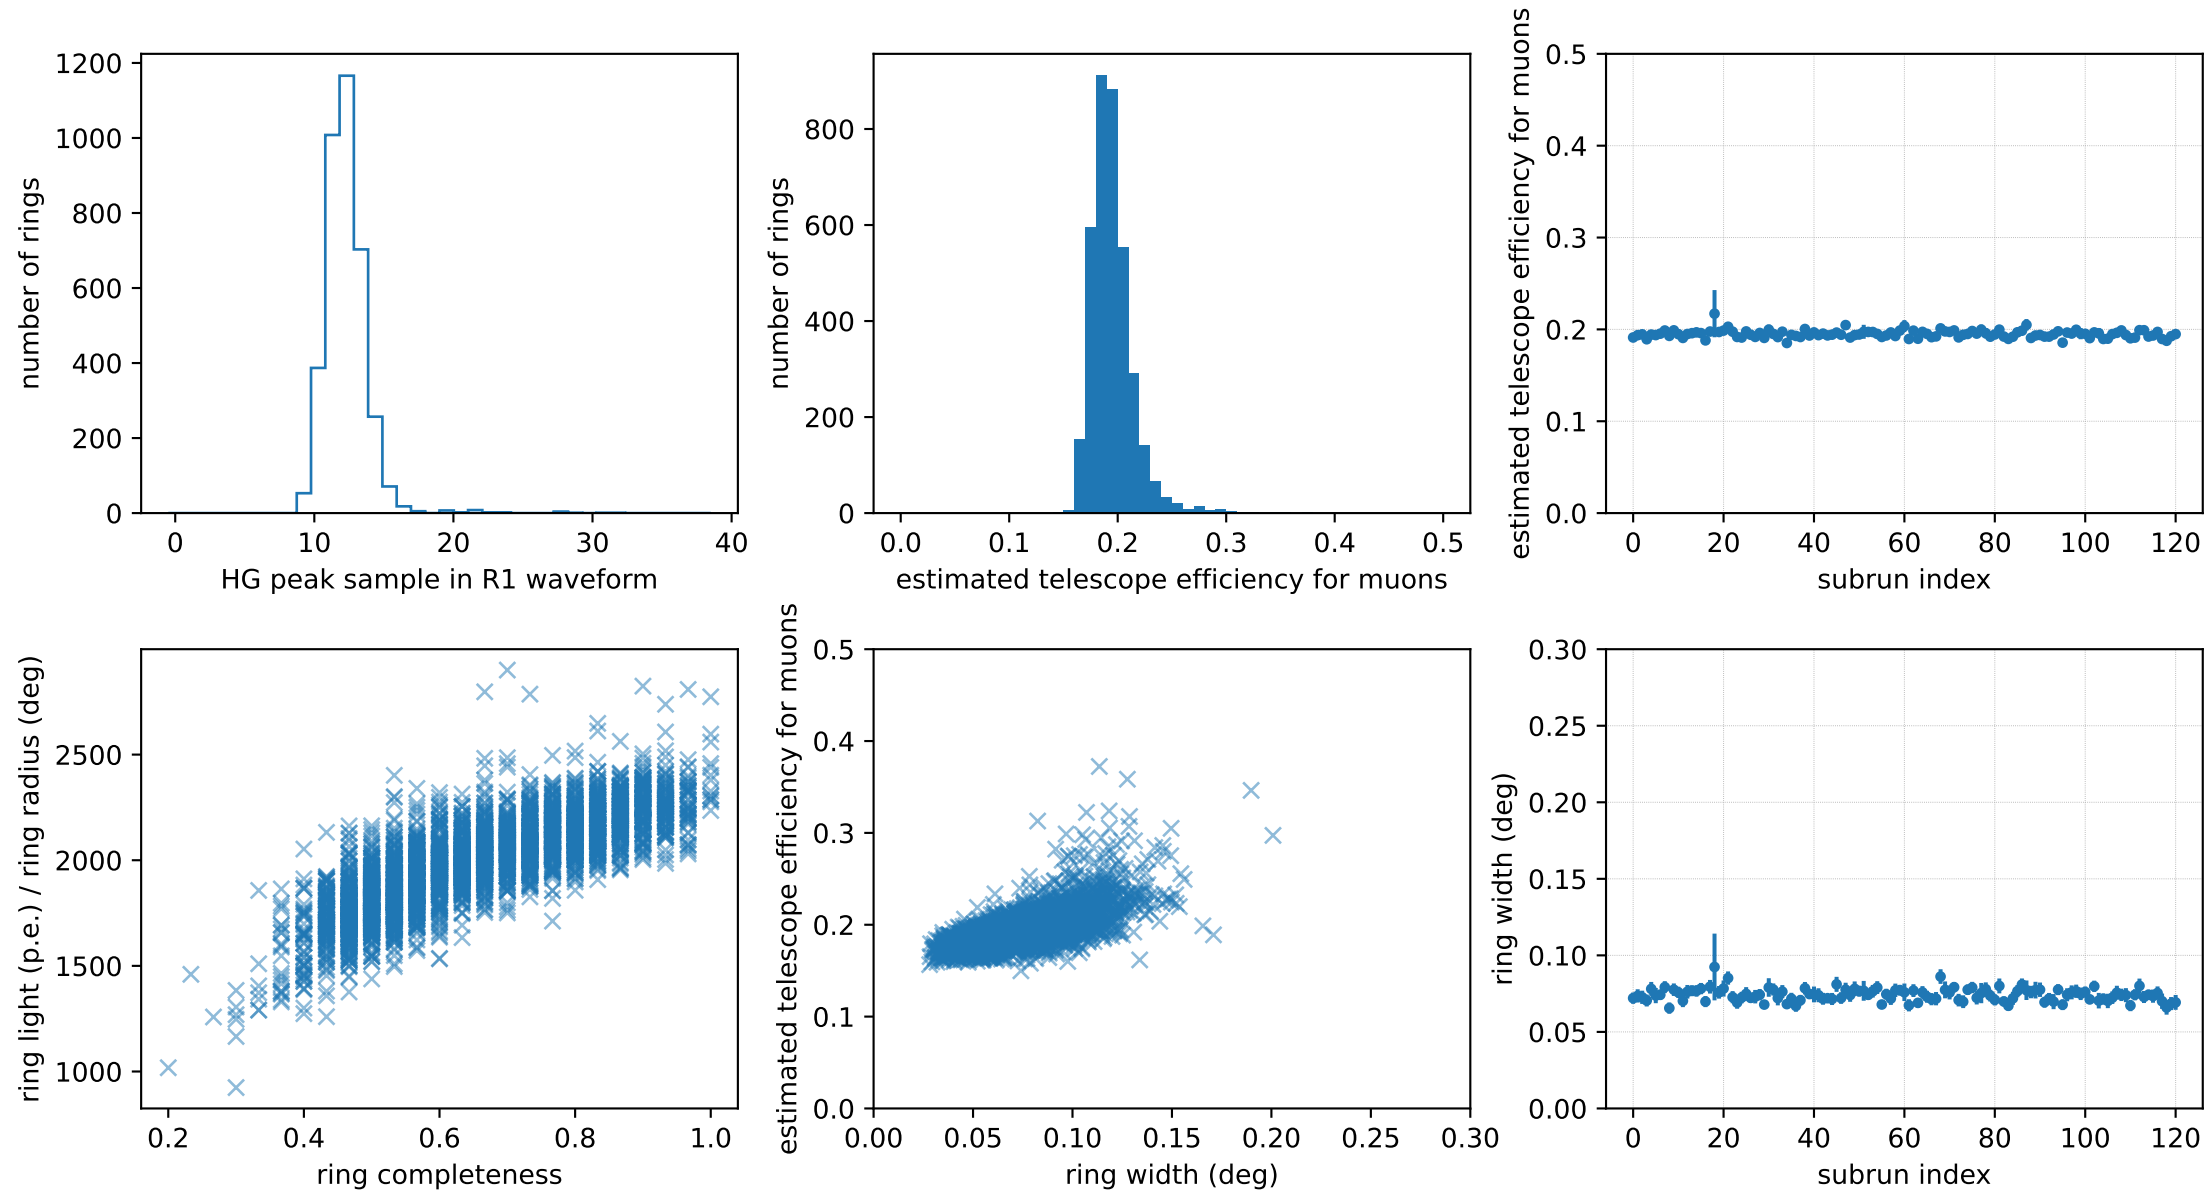 number of rings
1200
1000
800
600
400
200
0
0 10 20 30 40
HG peak sample in R1 waveform
number of rings
800
600
400
200
0
0.0 0.1 0.2 0.3 0.4 0.5
estimated telescope efficiency for muons
estimated telescope efficiency for muons
0.5
0.4
0.3
0.2
0.1
0.0
0 20 40 60 80 100 120
subrun index
ring light (p.e.) / ring radius (deg)
2500
2000
1500
1000
0.2 0.4 0.6 0.8 1.0
ring completeness
estimated telescope efficiency for muons
0.5
0.4
0.3
0.2
0.1
0.0
0.00 0.05 0.10 0.15 0.20 0.25 0.30
ring width (deg)
ring width (deg)
0.30
0.25
0.20
0.15
0.10
0.05
0.00
0 20 40 60 80 100 120
subrun index